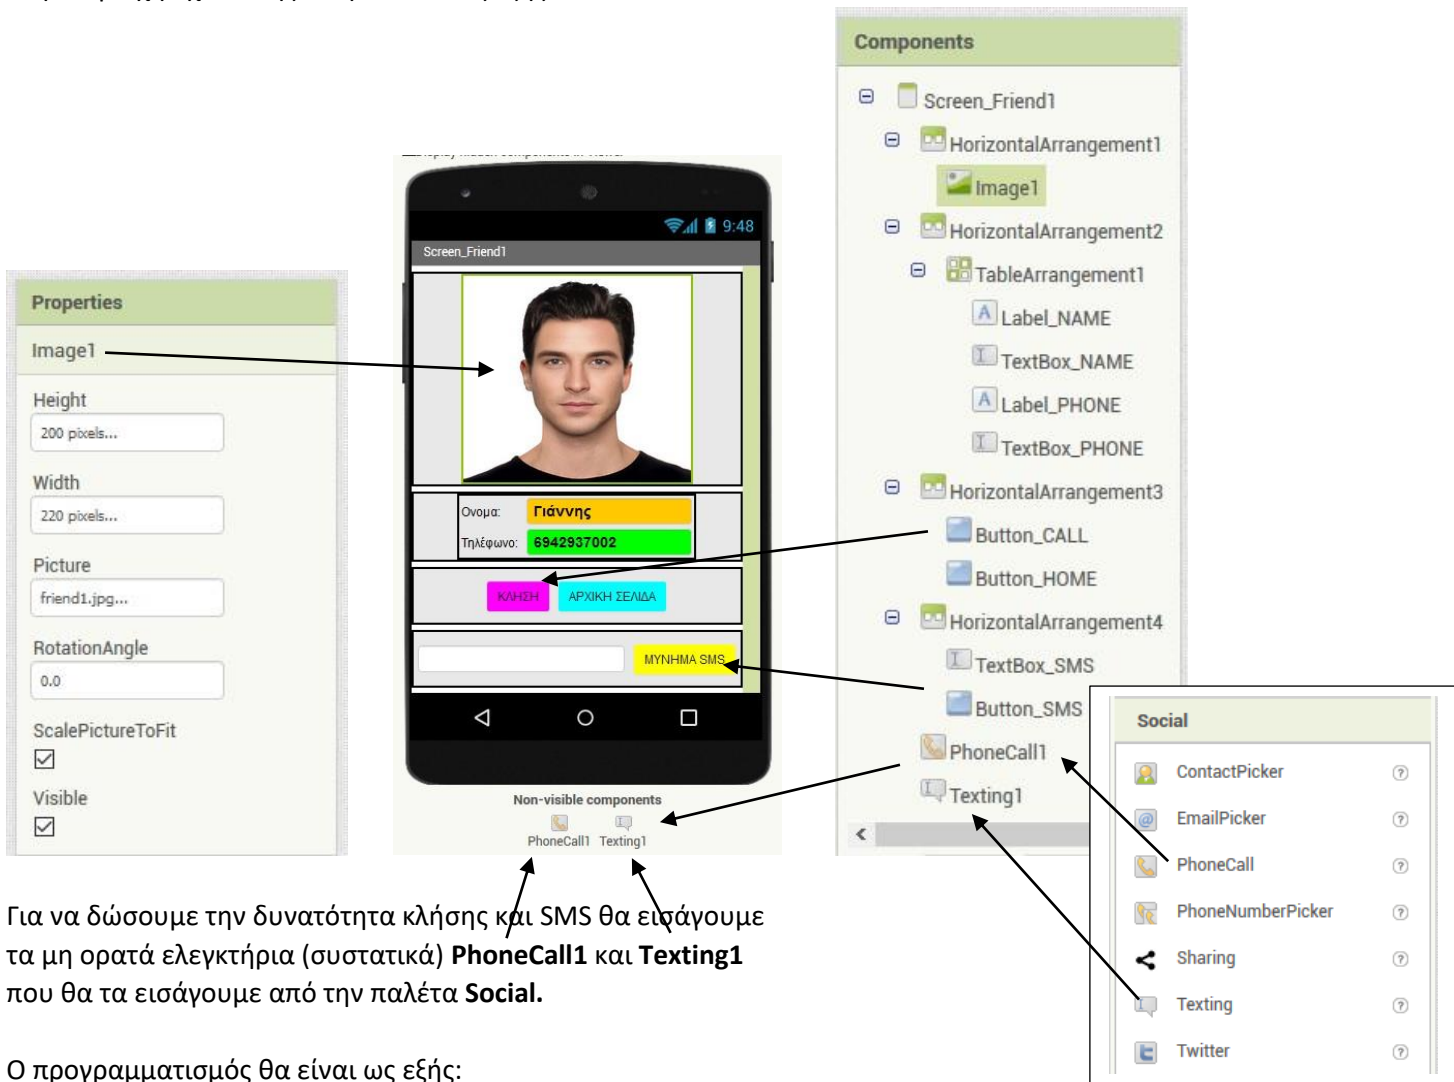 Components
Screen_Friend1
HorizontalArrangement1
Image1
HorizontalArrangement2
TableArrangement1
Label_NAME
TextBox_NAME
Label_PHONE
TextBox_PHONE
HorizontalArrangement3
Button_CALL
Button_HOME
HorizontalArrangement4
TextBox_SMS
Button_SMS
PhoneCall1
Texting1
9:48
Screen_Friend1
Ονομα:
Γιάννης
Τηλέφωνο:
6942937002
ΚΛΗΣΗ
ΑΡΧΙΚΗ ΣΕΛΙΔΑ
ΜΥΝΗΜΑ SMS
Non-visible components
PhoneCall1 Texting1
Properties
Image1
Height
200 pixels...
Width
220 pixels...
Picture
friend1.jpg...
RotationAngle
0.0
ScalePictureToFit
Visible
Social
ContactPicker
EmailPicker
PhoneCall
PhoneNumberPicker
Sharing
Texting
Twitter
Για να δώσουμε την δυνατότητα κλήσης και SMS θα εισάγουμε
τα μη ορατά ελεγκτήρια (συστατικά) PhoneCall1 και Texting1
που θα τα εισάγουμε από την παλέτα Social.
Ο προγραμματισμός θα είναι ως εξής: